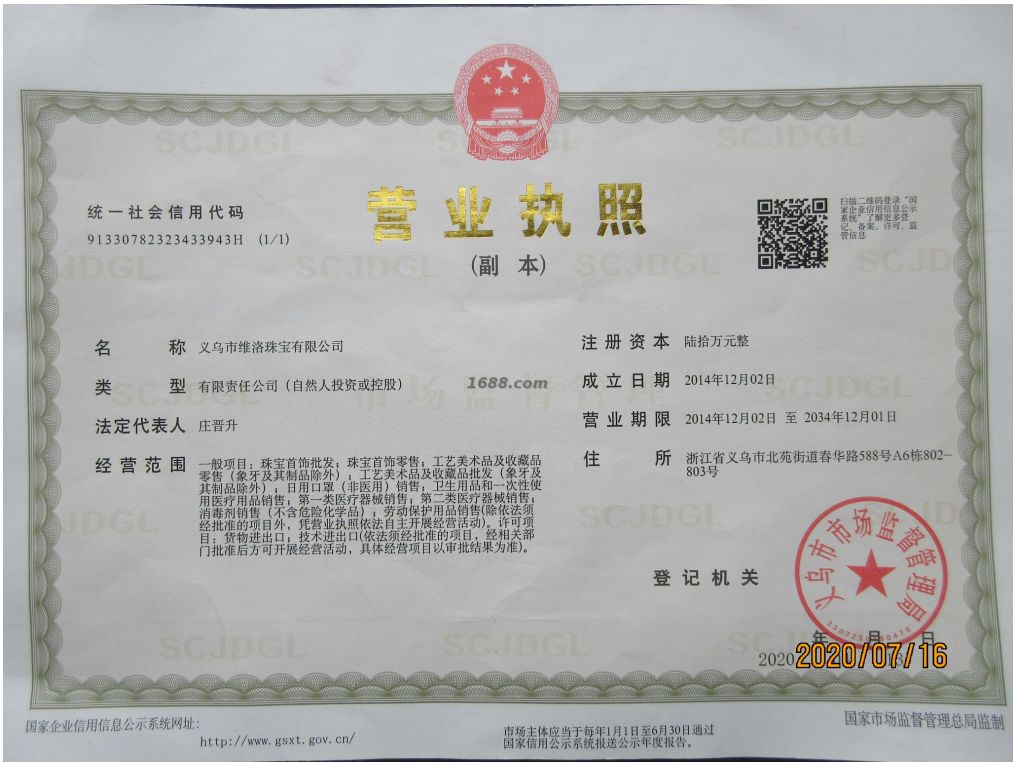 营业执照
(副 本)
统一社会信用代码
91330782323433943H (1/1)
扫描二维码登录“国
家企业信用信息公示
系统”了解更多登
记、备案、许可、监
管信息
名 称 义乌市维洛珠宝有限公司
类 型 有限责任公司（自然人投资或控股）
法定代表人 庄晋升
经营范围 一般项目：珠宝首饰批发；珠宝首饰零售；工艺美术品及收藏品
零售（象牙及其制品除外）；工艺美术品及收藏品批发（象牙及
其制品除外）；日用口罩（非医用）销售；卫生用品和一次性使
用医疗用品销售；第一类医疗器械销售；第二类医疗器械销售；
消毒剂销售（不含危险化学品）；劳动保护用品销售(除依法须
经批准的项目外，凭营业执照依法自主开展经营活动)。许可项
目：货物进出口；技术进出口(依法须经批准的项目，经相关部
门批准后方可开展经营活动，具体经营项目以审批结果为准)。
注册资本 陆拾万元整
成立日期 2014年12月02日
营业期限 2014年12月02日 至 2034年12月01日
住 所 浙江省义乌市北苑街道春华路588号A6栋802-
803号
1688.com
登记机关
义乌市市场监督管理局
年 月 日
2020
2020/07/16
国家企业信用信息公示系统网址：
http://www.gsxt.gov.cn/
市场主体应当于每年1月1日至6月30日通过
国家信用公示系统报送公示年度报告。
国家市场监督管理总局监制
SCJDGL
SCJDGL
SCJDGL
JDGL
SCJDGL
SCJDGL
SCJD
SCJDGL
市场监督管理
SCJDGL
JDGL
SCJDGL
SCJDGL
SCJDGL